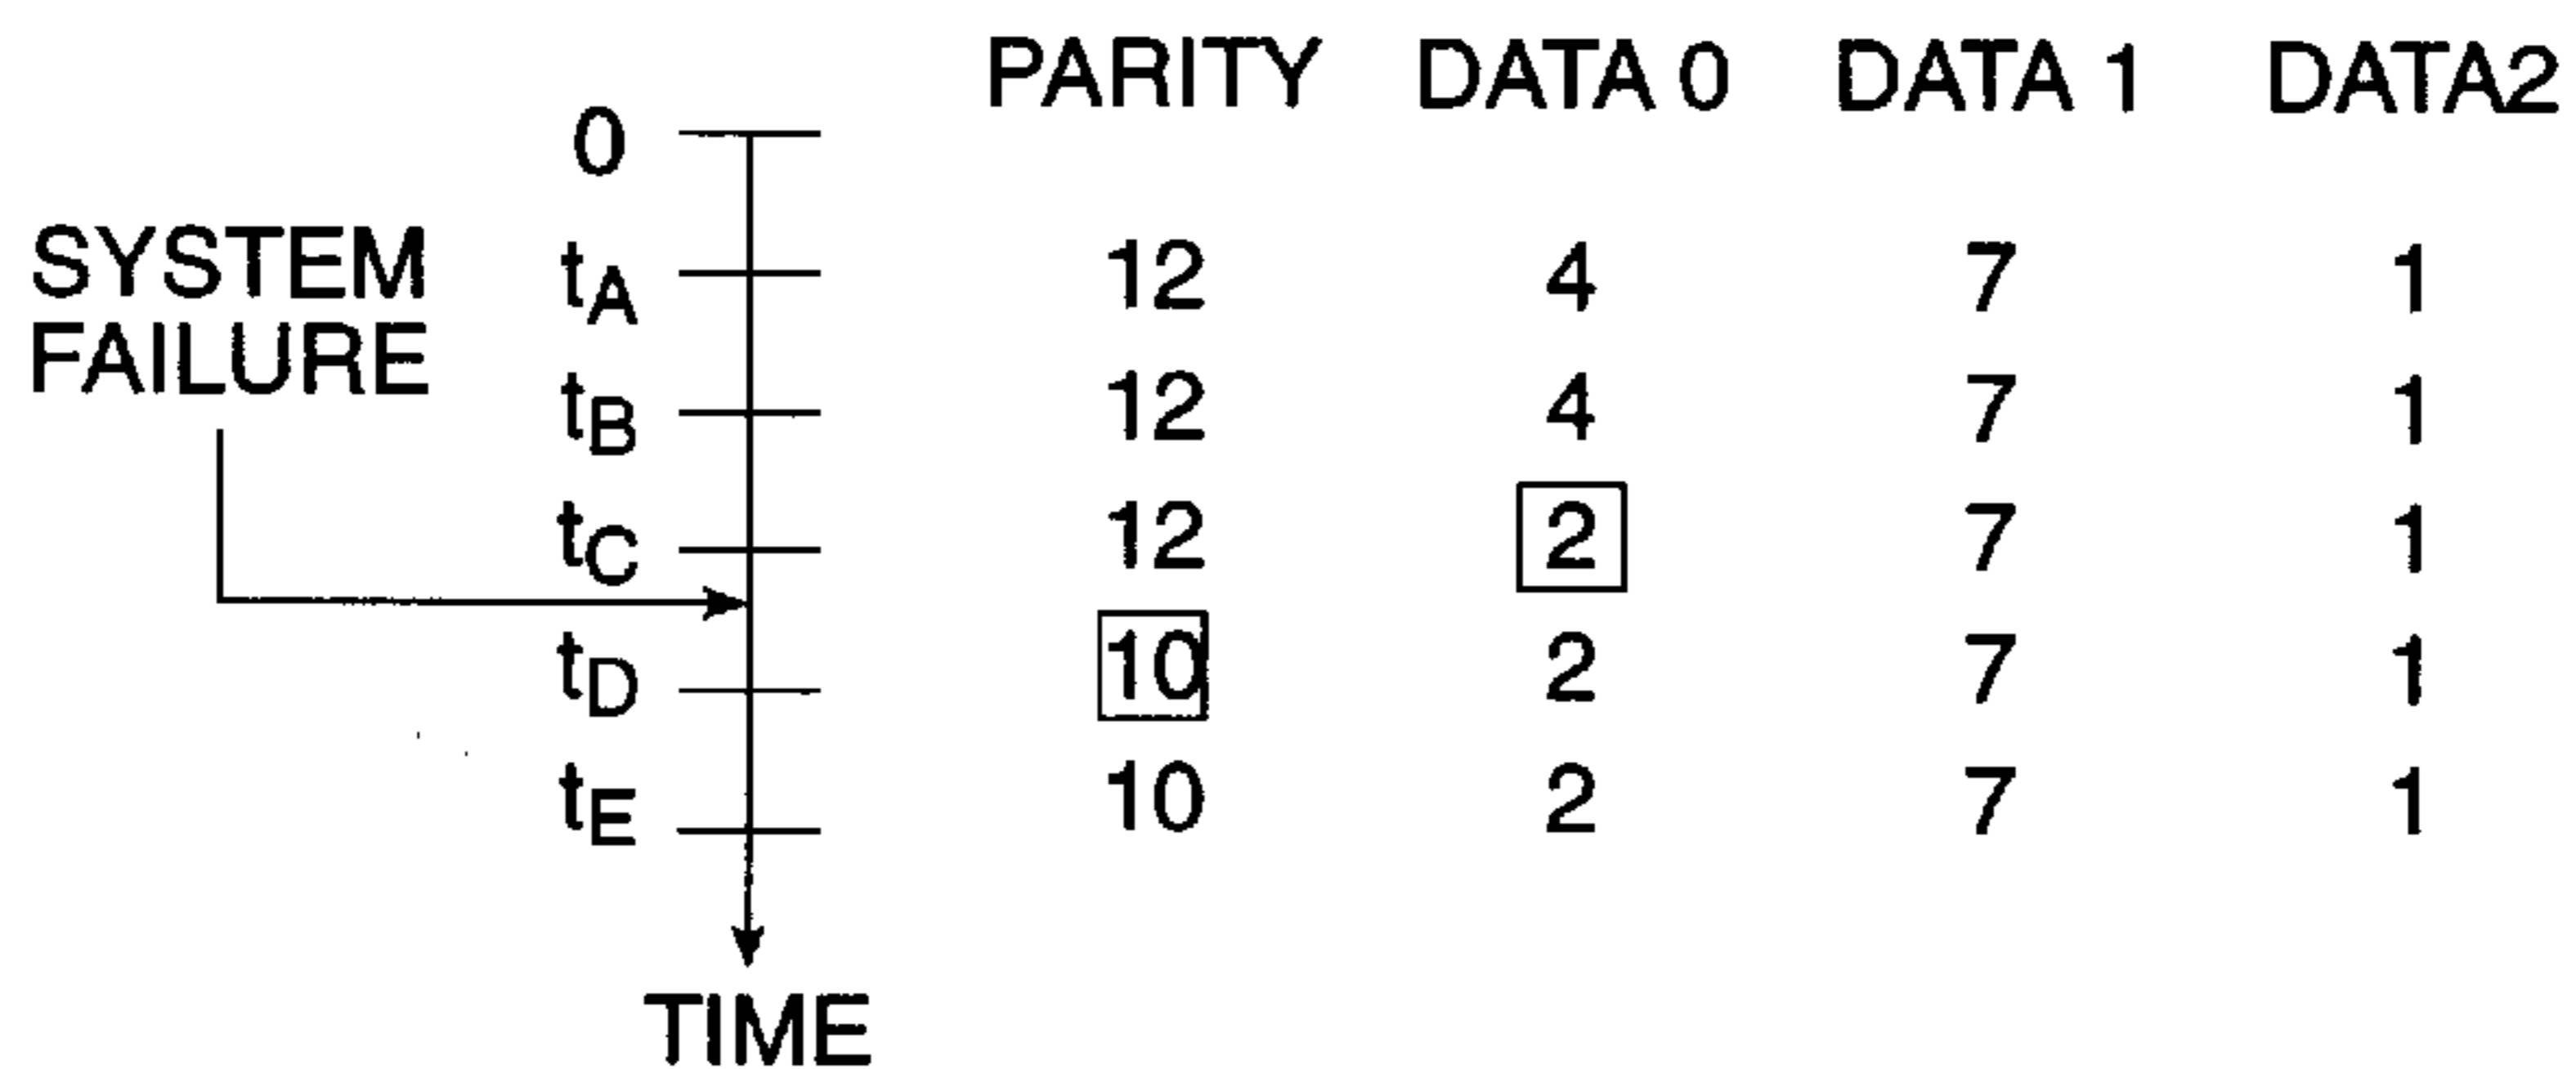 PARITY DATA 0 DATA 1 DATA2
0
SYSTEM
FAILURE
tA 12 4 7 1
tB 12 4 7 1
tC 12 2 7 1
tD 10 2 7 1
tE 10 2 7 1
TIME